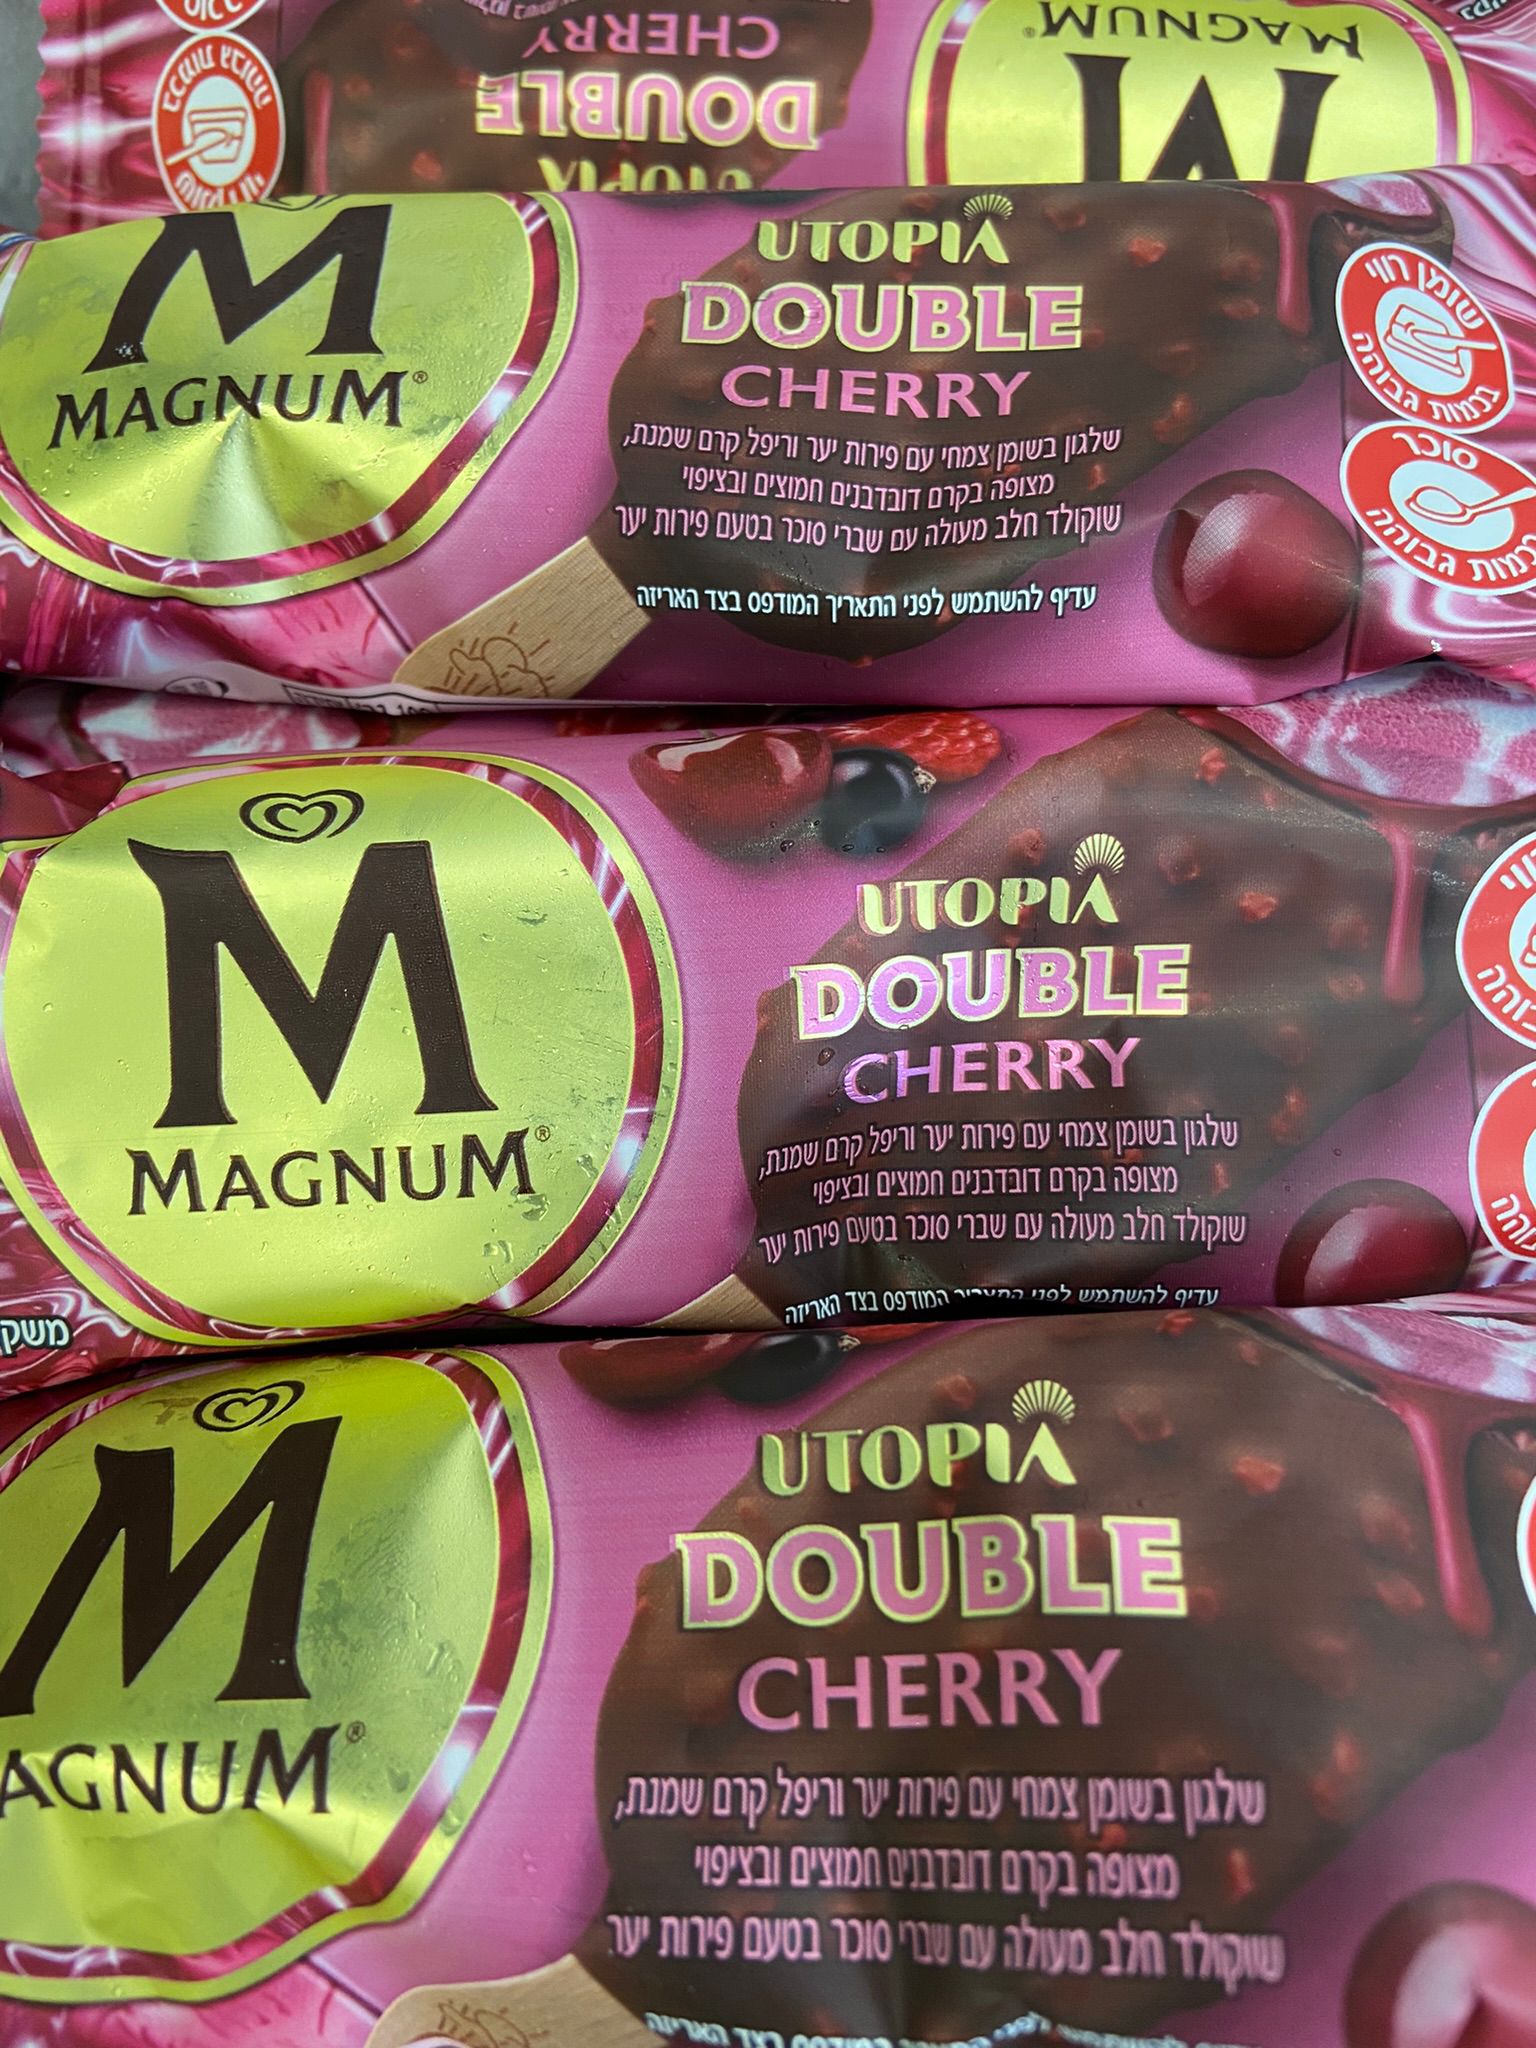 CHERRY
DOUBLE
UTOPIA
MAGNUM®
M
M
MAGNUM®
UTOPIA
DOUBLE
CHERRY
שלגון בשומן צמחי עם פירות יער וריפל קרם שמנת,
מצופה בקרם דובדבנים חמוצים ובציפוי
שוקולד חלב מעולה עם שברי סוכר בטעם פירות יער
עדיף להשתמש לפני התאריך המודפס בצד האריזה
שומן רווי
בכמות גבוהה
סוכר
בכמות גבוהה
M
MAGNUM®
UTOPIA
DOUBLE
CHERRY
שלגון בשומן צמחי עם פירות יער וריפל קרם שמנת,
מצופה בקרם דובדבנים חמוצים ובציפוי
שוקולד חלב מעולה עם שברי סוכר בטעם פירות יער
עדיף להשתמש לפני התאריך המודפס בצד האריזה
משק
M
AGNUM®
UTOPIA
DOUBLE
CHERRY
שלגון בשומן צמחי עם פירות יער וריפל קרם שמנת,
מצופה בקרם דובדבנים חמוצים ובציפוי
שוקולד חלב מעולה עם שברי סוכר בטעם פירות יער